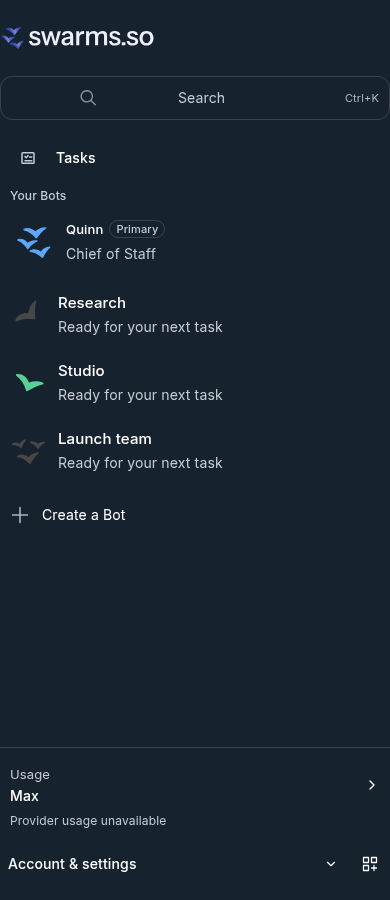 swarms.so
Search Ctrl+K
Tasks
Your Bots
Quinn Primary
Chief of Staff
Research
Ready for your next task
Studio
Ready for your next task
Launch team
Ready for your next task
Create a Bot
Usage
Max
Provider usage unavailable
Account & settings